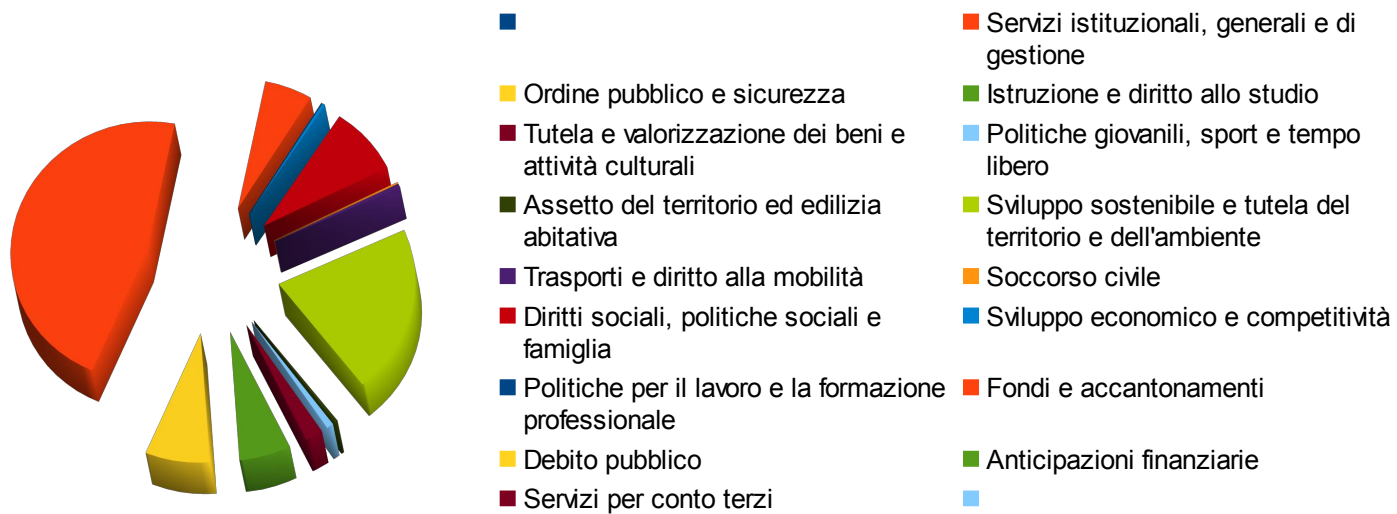 Servizi istituzionali, generali e di
gestione
Ordine pubblico e sicurezza
Istruzione e diritto allo studio
Tutela e valorizzazione dei beni e
attività culturali
Politiche giovanili, sport e tempo
libero
Assetto del territorio ed edilizia
abitativa
Sviluppo sostenibile e tutela del
territorio e dell'ambiente
Trasporti e diritto alla mobilità
Soccorso civile
Diritti sociali, politiche sociali e
famiglia
Sviluppo economico e competitività
Politiche per il lavoro e la formazione
professionale
Fondi e accantonamenti
Debito pubblico
Anticipazioni finanziarie
Servizi per conto terzi